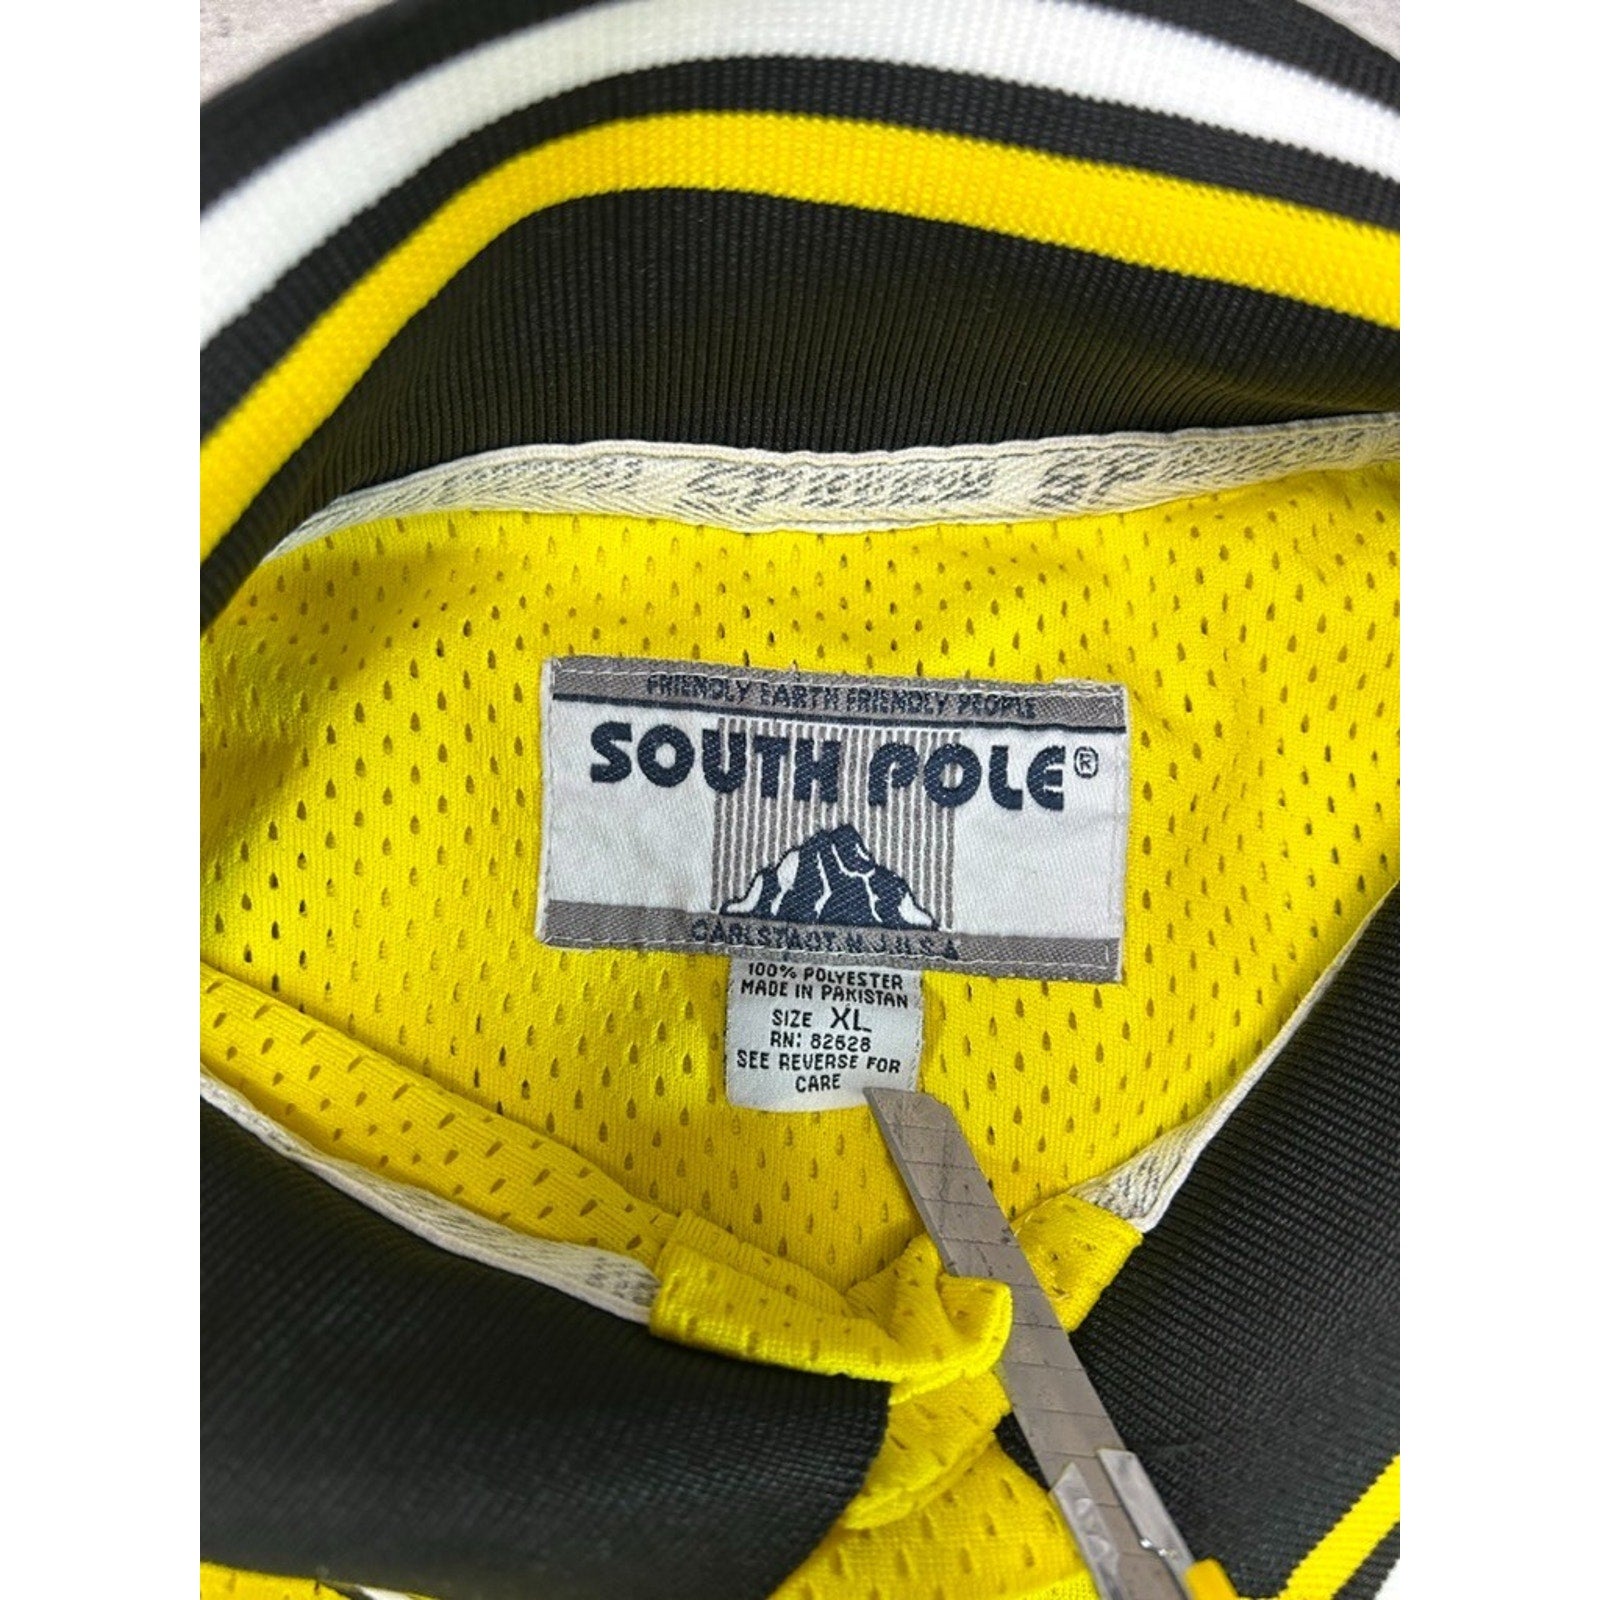 FRIENDLY EARTH FRIENDLY PEOPLE
SOUTH POLE®
CARLSTADT, N.J.U.S.A
100% POLYESTER
MADE IN PAKISTAN
SIZE XL
RN: 82628
SEE REVERSE FOR
CARE